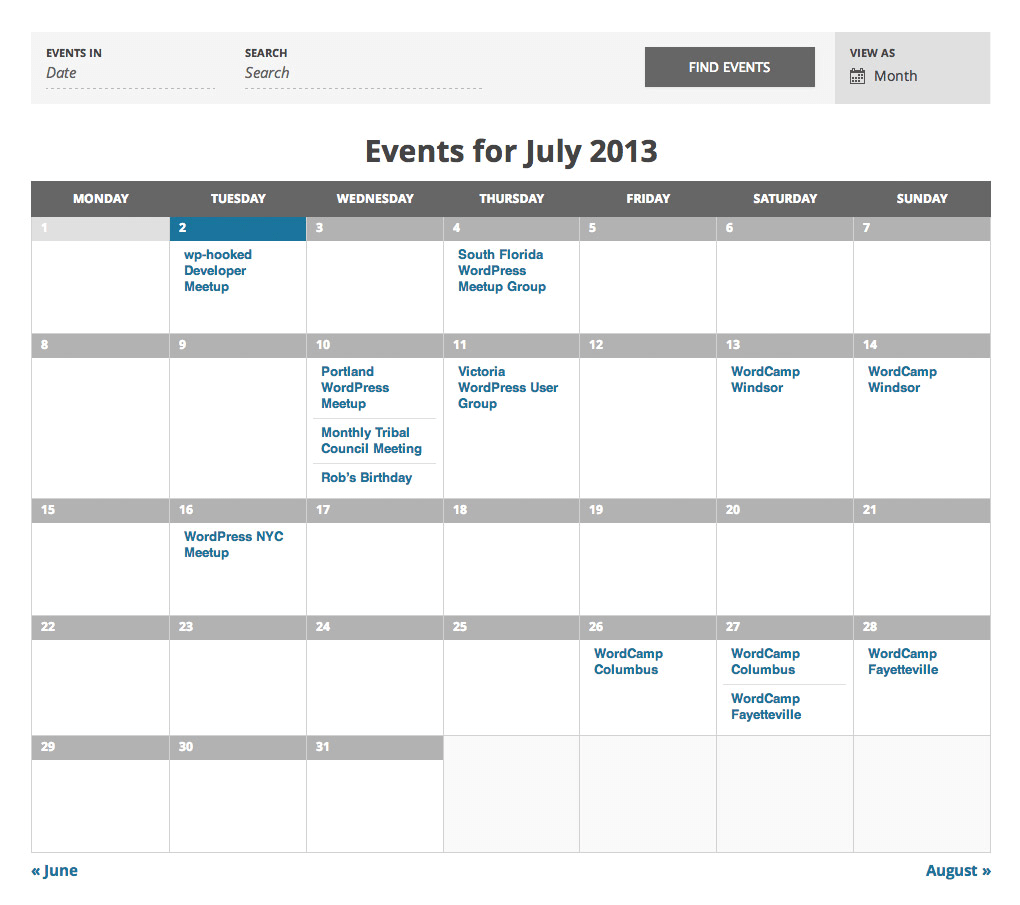 EVENTS IN
Date
SEARCH
Search
FIND EVENTS
VIEW AS
Month
Events for July 2013
MONDAY TUESDAY WEDNESDAY THURSDAY FRIDAY SATURDAY SUNDAY
1 2 3 4 5 6 7
wp-hooked
Developer
Meetup
South Florida
WordPress
Meetup Group
8 9 10 11 12 13 14
Portland
WordPress
Meetup
Monthly Tribal
Council Meeting
Rob’s Birthday
Victoria
WordPress User
Group
WordCamp
Windsor
WordCamp
Windsor
15 16 17 18 19 20 21
WordPress NYC
Meetup
22 23 24 25 26 27 28
WordCamp
Columbus
WordCamp
Columbus
WordCamp
Fayetteville
WordCamp
Fayetteville
29 30 31
« June
August »